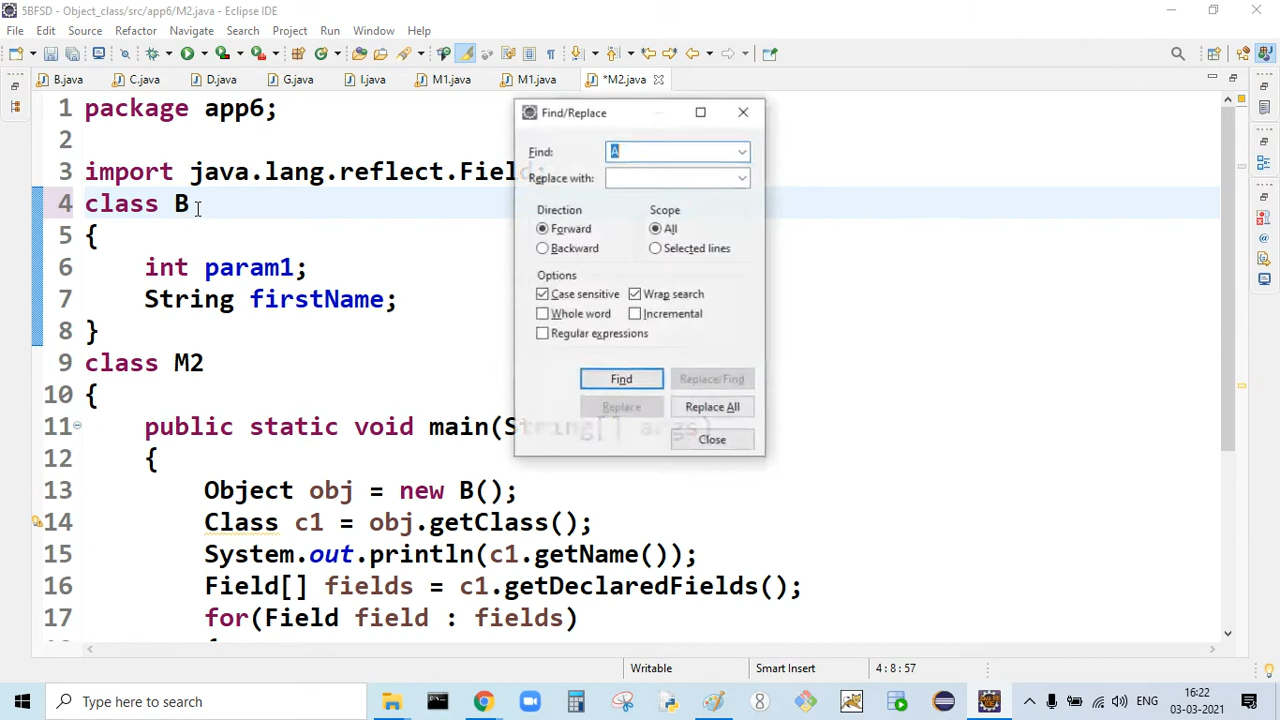 5BFSD - Object_class/src/app6/M2.java - Eclipse IDE
File Edit Source Refactor Navigate Search Project Run Window Help
B.java C.java D.java G.java I.java M1.java M1.java *M2.java
1 package app6;
2
3 import java.lang.reflect.Field;
4 class B
5 {
6 int param1;
7 String firstName;
8 }
9 class M2
10 {
11 public static void main(String[] args)
12 {
13 Object obj = new B();
14 Class c1 = obj.getClass();
15 System.out.println(c1.getName());
16 Field[] fields = c1.getDeclaredFields();
17 for(Field field : fields)
Find/Replace
Find: A
Replace with:
Direction Scope
Forward All
Backward Selected lines
Options
Case sensitive Wrap search
Whole word Incremental
Regular expressions
Find Replace/Find
Replace Replace All
Close
Writable Smart Insert 4:8:57
Type here to search
ENG 6:22
03-03-2021